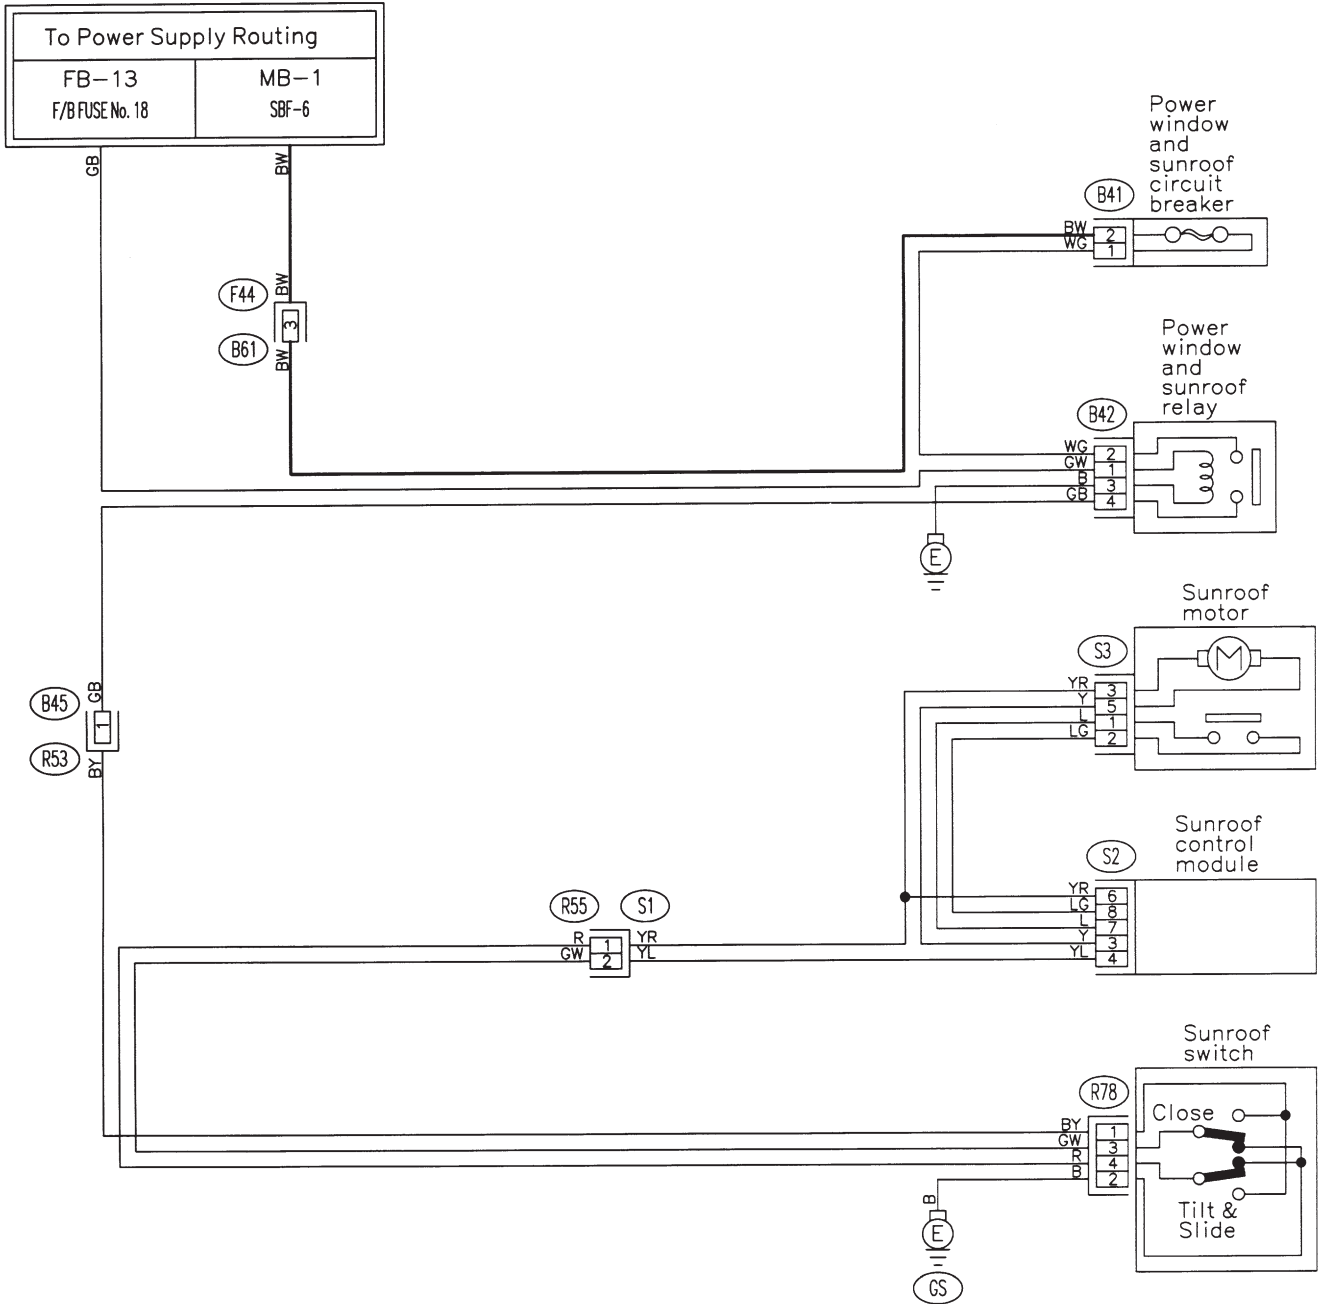 To Power Supply Routing
FB-13
MB-1
F/B FUSE No. 18
SBF-6
GB
BW
BW
F44
3
B61
BW
Power
window
and
sunroof
circuit
breaker
B41
BW
2
WG
1
Power
window
and
sunroof
relay
B42
WG
2
GW
1
B
3
GB
4
E
Sunroof
motor
S3
YR
3
Y
5
L
1
LG
2
GB
B45
1
R53
BY
Sunroof
control
module
S2
YR
6
LG
8
L
7
Y
3
YL
4
R55
S1
R
1
YR
GW
2
YL
M
Sunroof
switch
R78
BY
1
GW
3
R
4
B
2
Close
Tilt &
Slide
B
E
GS